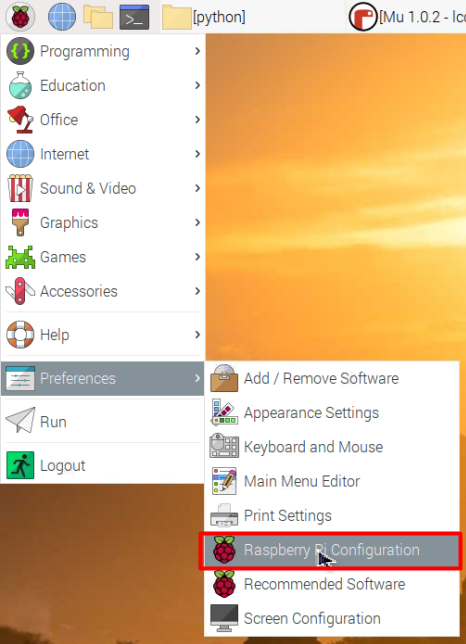 [python]
[Mu 1.0.2 - lcd
Programming
Education
Office
Internet
Sound & Video
Graphics
Games
Accessories
Help
Preferences
Run
Logout
Add / Remove Software
Appearance Settings
Keyboard and Mouse
Main Menu Editor
Print Settings
Raspberry Pi Configuration
Recommended Software
Screen Configuration